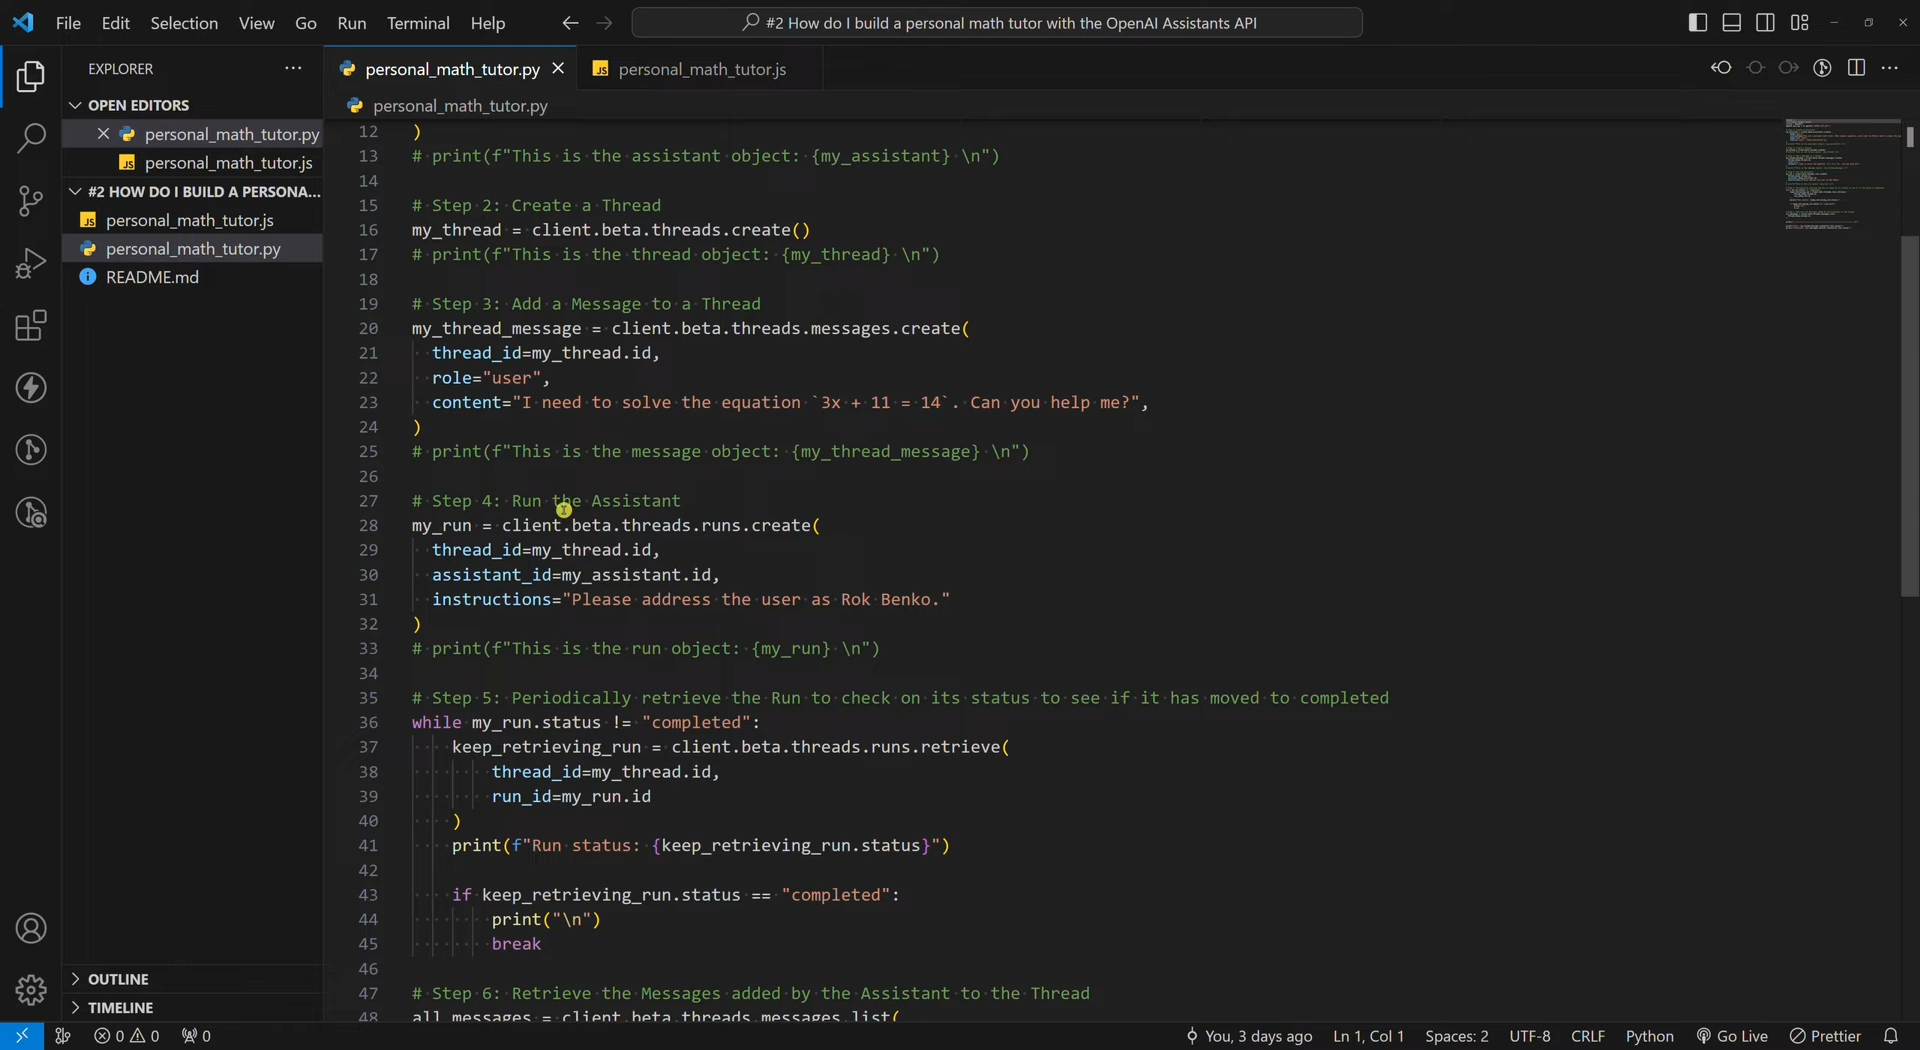 File Edit Selection View Go Run Terminal Help
#2 How do I build a personal math tutor with the OpenAI Assistants API
EXPLORER
OPEN EDITORS
personal_math_tutor.py
personal_math_tutor.js
#2 HOW DO I BUILD A PERSONA...
personal_math_tutor.js
personal_math_tutor.py
README.md
OUTLINE
TIMELINE
personal_math_tutor.py personal_math_tutor.js
personal_math_tutor.py
12 )
13 # print(f"This is the assistant object: {my_assistant} \n")
14
15 # Step 2: Create a Thread
16 my_thread = client.beta.threads.create()
17 # print(f"This is the thread object: {my_thread} \n")
18
19 # Step 3: Add a Message to a Thread
20 my_thread_message = client.beta.threads.messages.create(
21 thread_id=my_thread.id,
22 role="user",
23 content="I need to solve the equation `3x + 11 = 14`. Can you help me?",
24 )
25 # print(f"This is the message object: {my_thread_message} \n")
26
27 # Step 4: Run the Assistant
28 my_run = client.beta.threads.runs.create(
29 thread_id=my_thread.id,
30 assistant_id=my_assistant.id,
31 instructions="Please address the user as Rok Benko."
32 )
33 # print(f"This is the run object: {my_run} \n")
34
35 # Step 5: Periodically retrieve the Run to check on its status to see if it has moved to completed
36 while my_run.status != "completed":
37 keep_retrieving_run = client.beta.threads.runs.retrieve(
38 thread_id=my_thread.id,
39 run_id=my_run.id
40 )
41 print(f"Run status: {keep_retrieving_run.status}")
42
43 if keep_retrieving_run.status == "completed":
44 print("\n")
45 break
46
47 # Step 6: Retrieve the Messages added by the Assistant to the Thread
48 all_messages = client.beta.threads.messages.list(
0 0 0 You, 3 days ago Ln 1, Col 1 Spaces: 2 UTF-8 CRLF Python Go Live Prettier